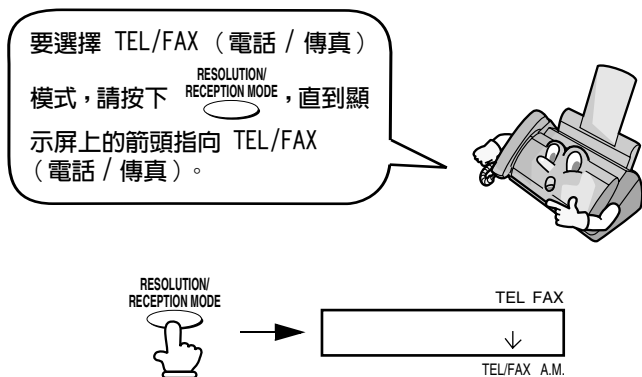 要選擇 TEL/FAX（電話 / 傳真）
RESOLUTION/
模式，請按下 RECEPTION MODE，直到顯
示屏上的箭頭指向 TEL/FAX
（電話 / 傳真）。
RESOLUTION/
RECEPTION MODE
TEL FAX
TEL/FAX A.M.